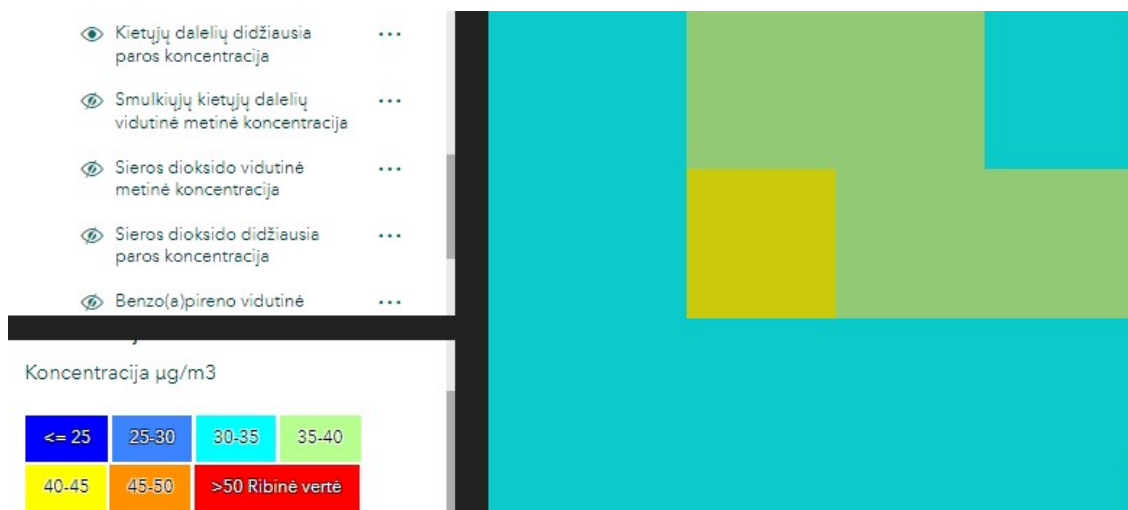 Kietųjų dalelių didžiausia
paros koncentracija
Smulkiųjų kietųjų dalelių
vidutinė metinė koncentracija
Sieros dioksido vidutinė
metinė koncentracija
Sieros dioksido didžiausia
paros koncentracija
Benzo(a)pireno vidutinė
Koncentracija µg/m3
<= 25 25-30 30-35 35-40
40-45 45-50 >50 Ribinė vertė